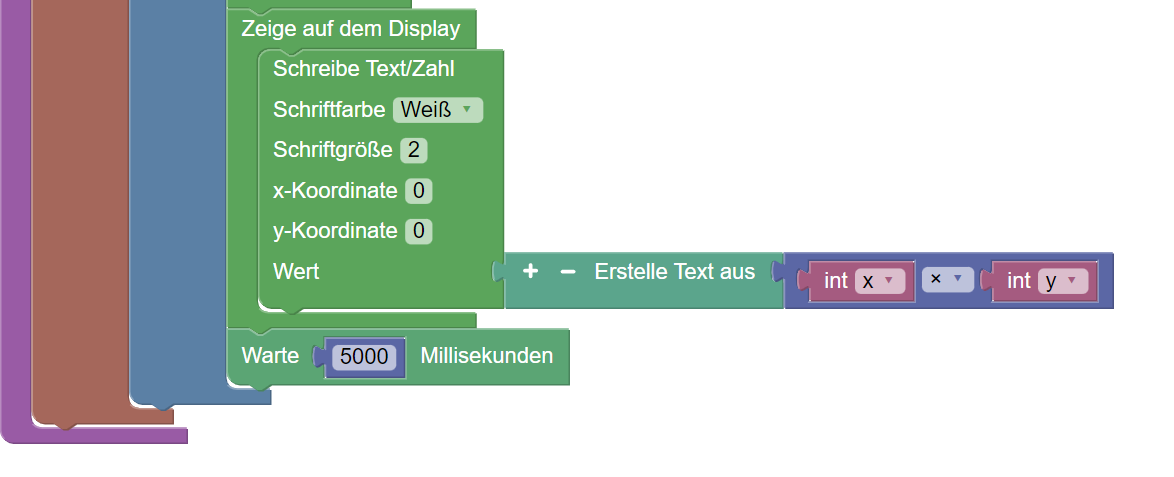 Zeige auf dem Display
Schreibe Text/Zahl
Schriftfarbe Weiß
Schriftgröße 2
x-Koordinate 0
y-Koordinate 0
Wert + − Erstelle Text aus int x × int y
Warte 5000 Millisekunden